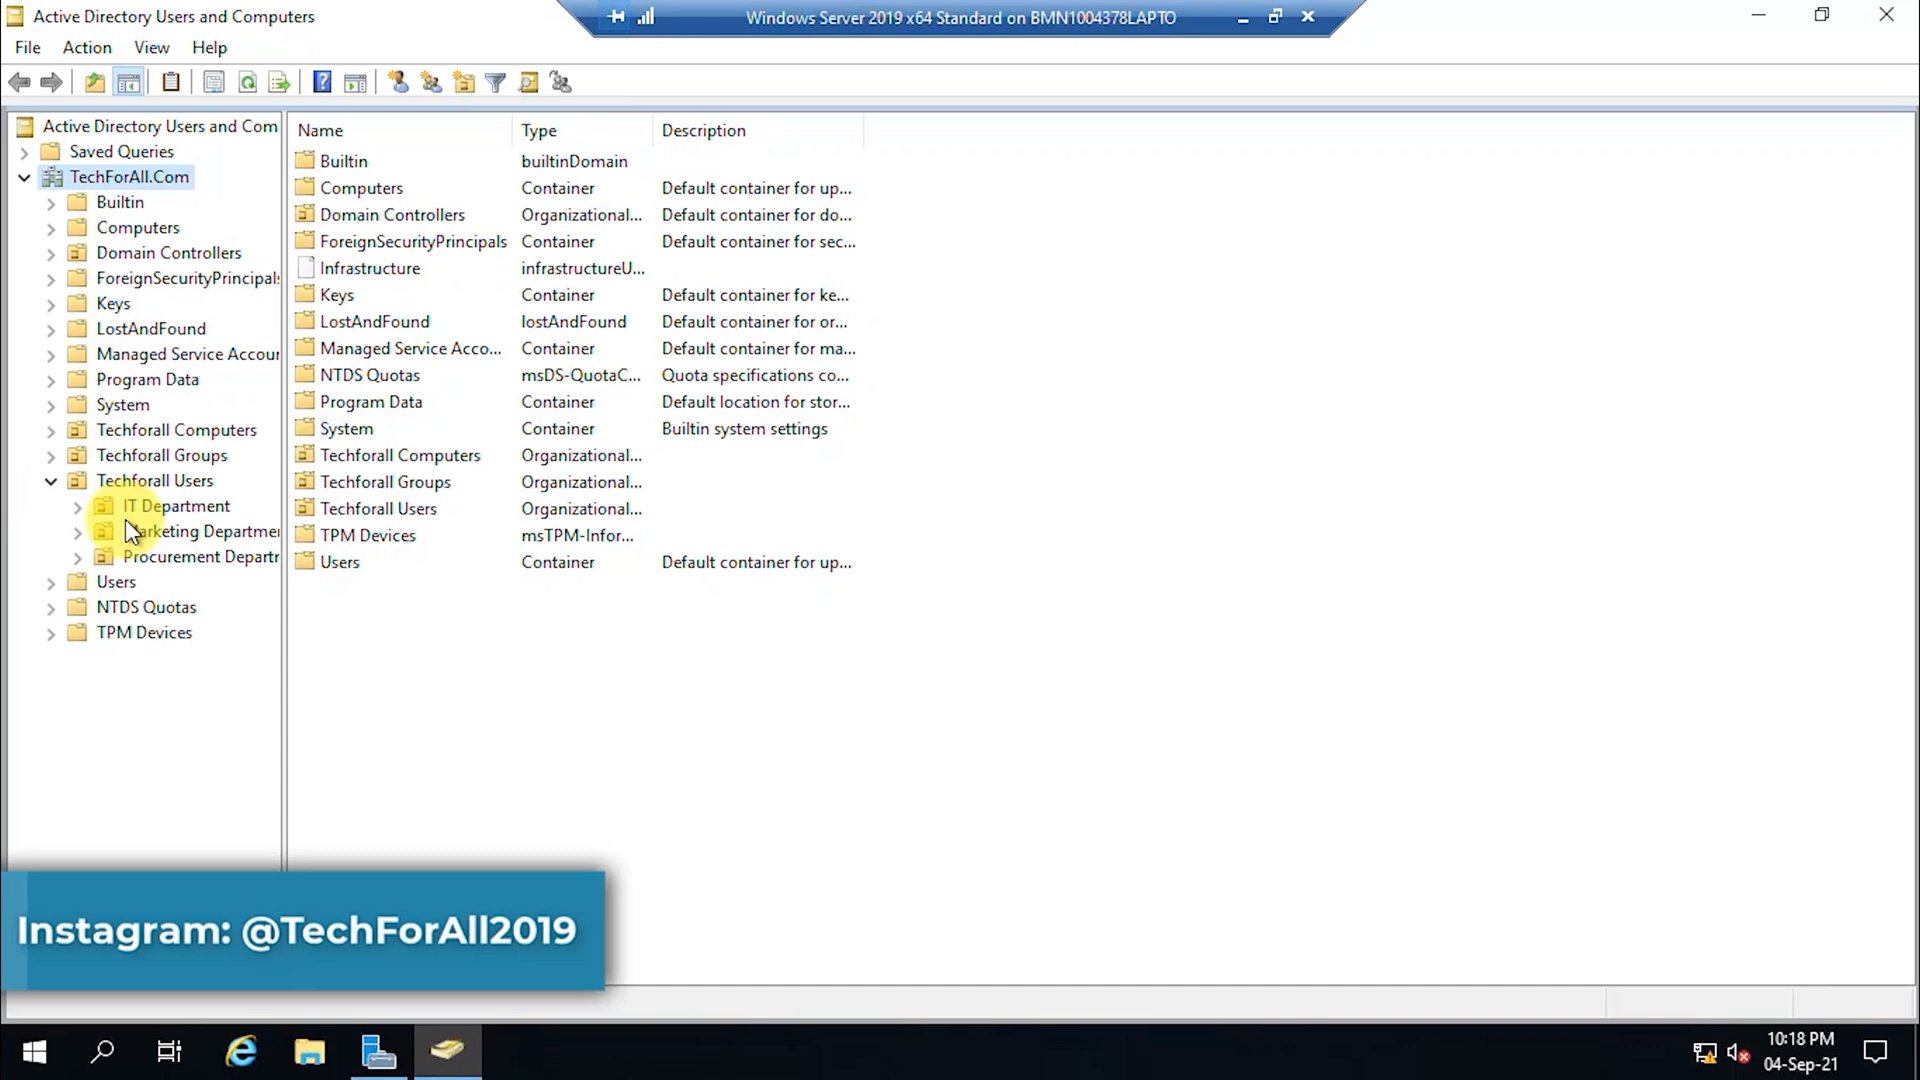 Active Directory Users and Computers
Windows Server 2019 x64 Standard on BMN1004378LAPTO
File Action View Help
Active Directory Users and Com
Saved Queries
TechForAll.Com
Builtin
Computers
Domain Controllers
ForeignSecurityPrincipals
Keys
LostAndFound
Managed Service Accour
Program Data
System
Techforall Computers
Techforall Groups
Techforall Users
IT Department
Marketing Departme
Procurement Departr
Users
NTDS Quotas
TPM Devices
Name Type Description
Builtin builtinDomain
Computers Container Default container for up...
Domain Controllers Organizational... Default container for do...
ForeignSecurityPrincipals Container Default container for sec...
Infrastructure infrastructureU...
Keys Container Default container for ke...
LostAndFound lostAndFound Default container for or...
Managed Service Acco... Container Default container for ma...
NTDS Quotas msDS-QuotaC... Quota specifications co...
Program Data Container Default location for stor...
System Container Builtin system settings
Techforall Computers Organizational...
Techforall Groups Organizational...
Techforall Users Organizational...
TPM Devices msTPM-Infor...
Users Container Default container for up...
Instagram: @TechForAll2019
10:18 PM
04-Sep-21